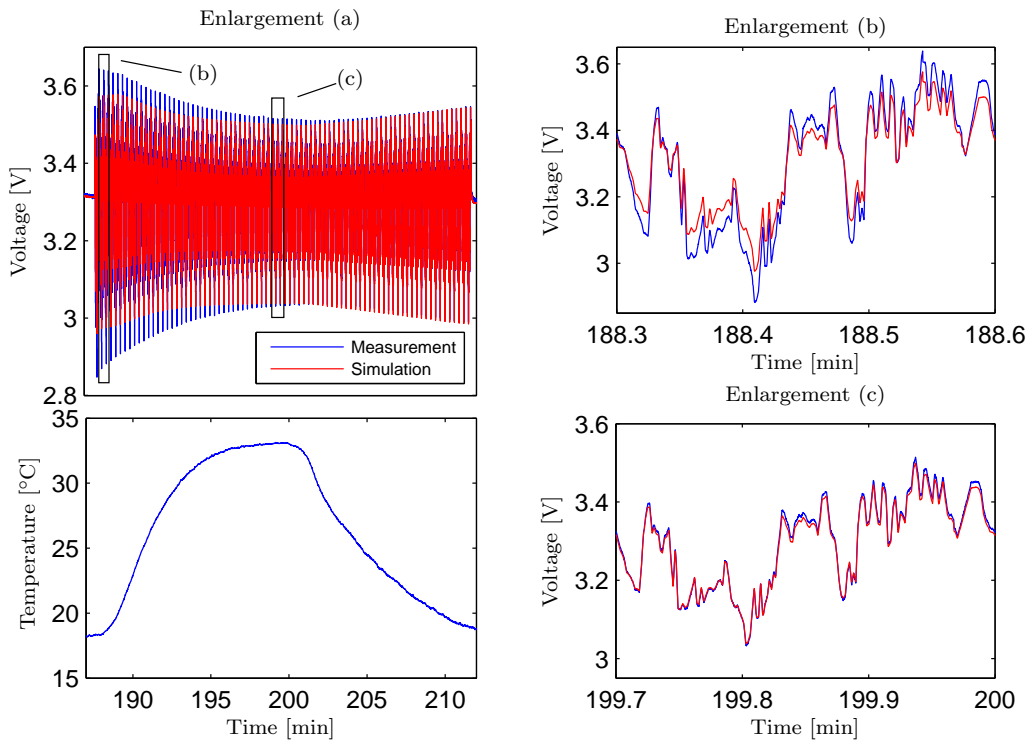 Enlargement (a)
Voltage [V]
3.6
3.4
3.2
3
2.8
(b)
(c)
Measurement
Simulation
Temperature [°C]
35
30
25
20
15
190
195
200
205
210
Time [min]
Enlargement (b)
Voltage [V]
3.6
3.4
3.2
3
188.3
188.4
188.5
188.6
Time [min]
Enlargement (c)
Voltage [V]
3.6
3.4
3.2
3
199.7
199.8
199.9
200
Time [min]